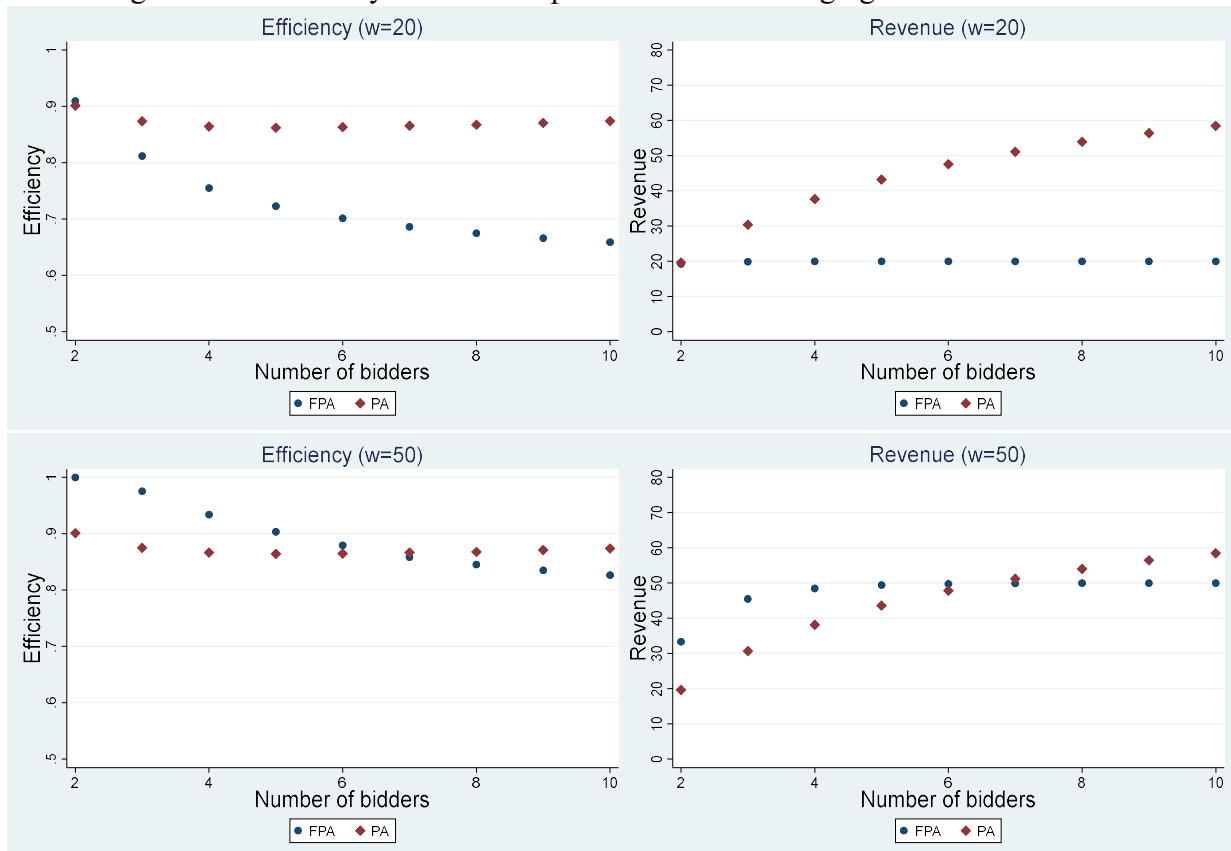 Efficiency (w=20)
Efficiency
1
.9
.8
.7
.6
.5
2 4 6 8 10
Number of bidders
FPA PA
Revenue (w=20)
Revenue
80
70
60
50
40
30
20
10
0
2 4 6 8 10
Number of bidders
FPA PA
Efficiency (w=50)
Efficiency
1
.9
.8
.7
.6
.5
2 4 6 8 10
Number of bidders
FPA PA
Revenue (w=50)
Revenue
80
70
60
50
40
30
20
10
0
2 4 6 8 10
Number of bidders
FPA PA